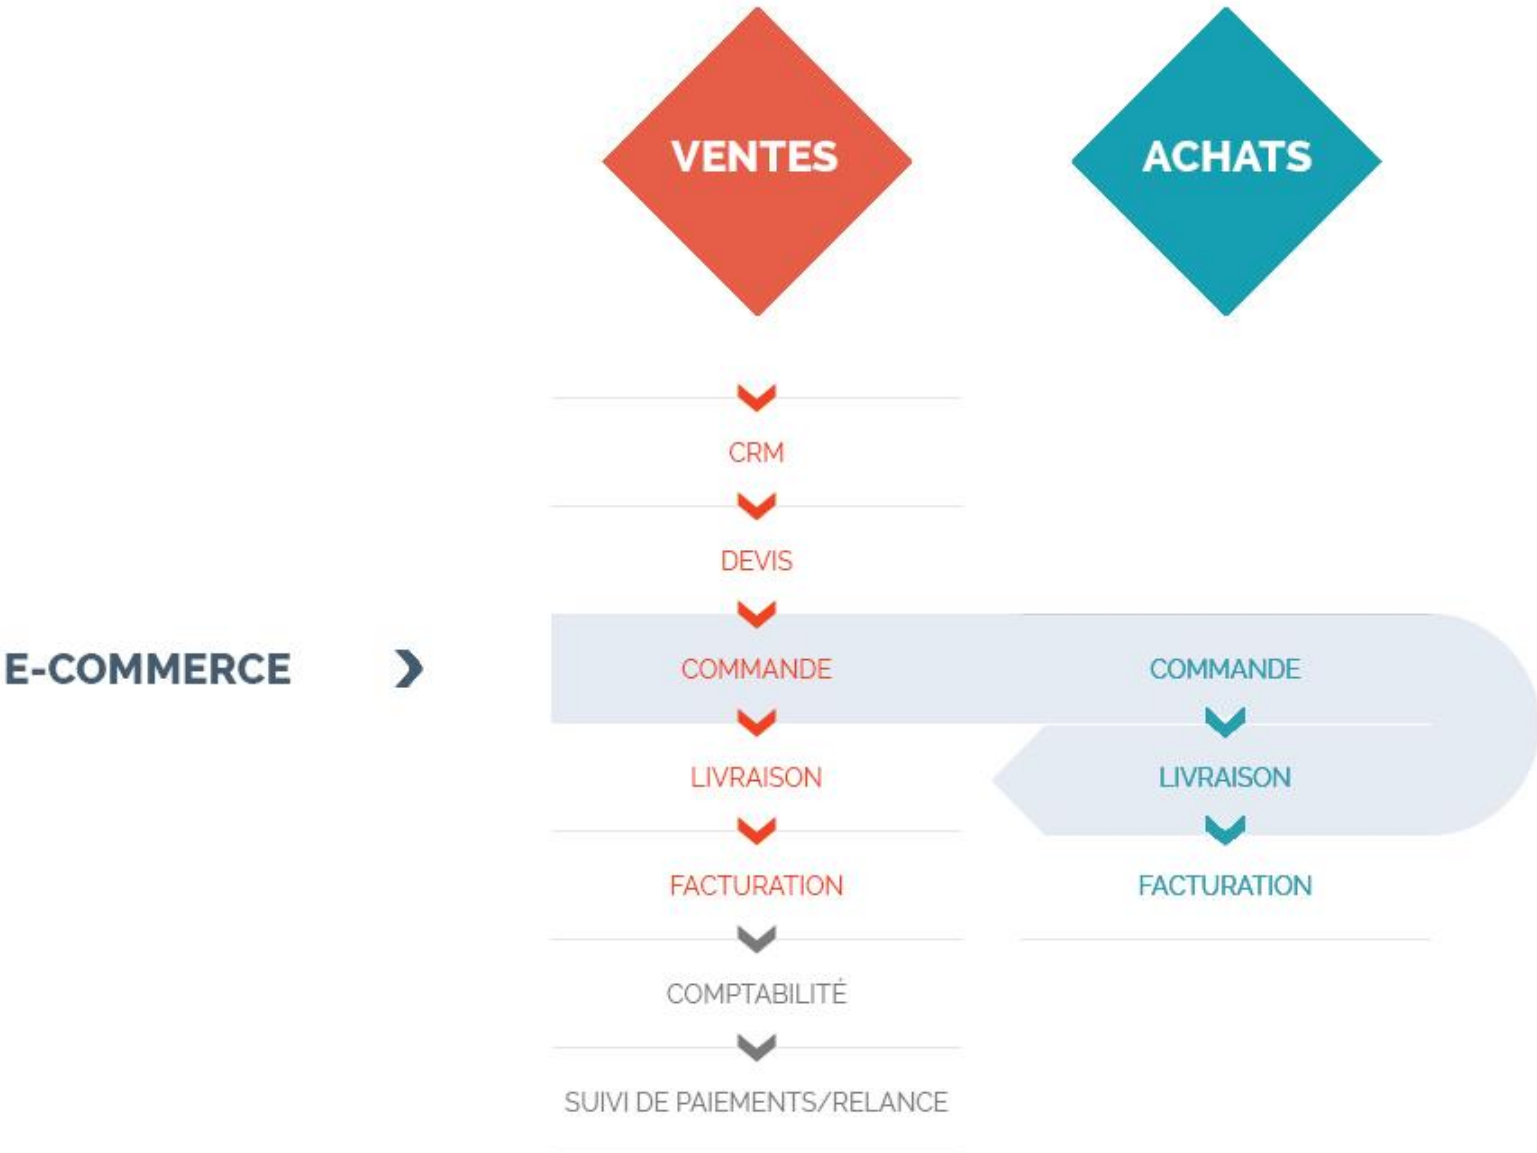 VENTES
ACHATS
CRM
DEVIS
E-COMMERCE
COMMANDE
COMMANDE
LIVRAISON
LIVRAISON
FACTURATION
FACTURATION
COMPTABILITÉ
SUIVI DE PAIEMENTS/RELANCE